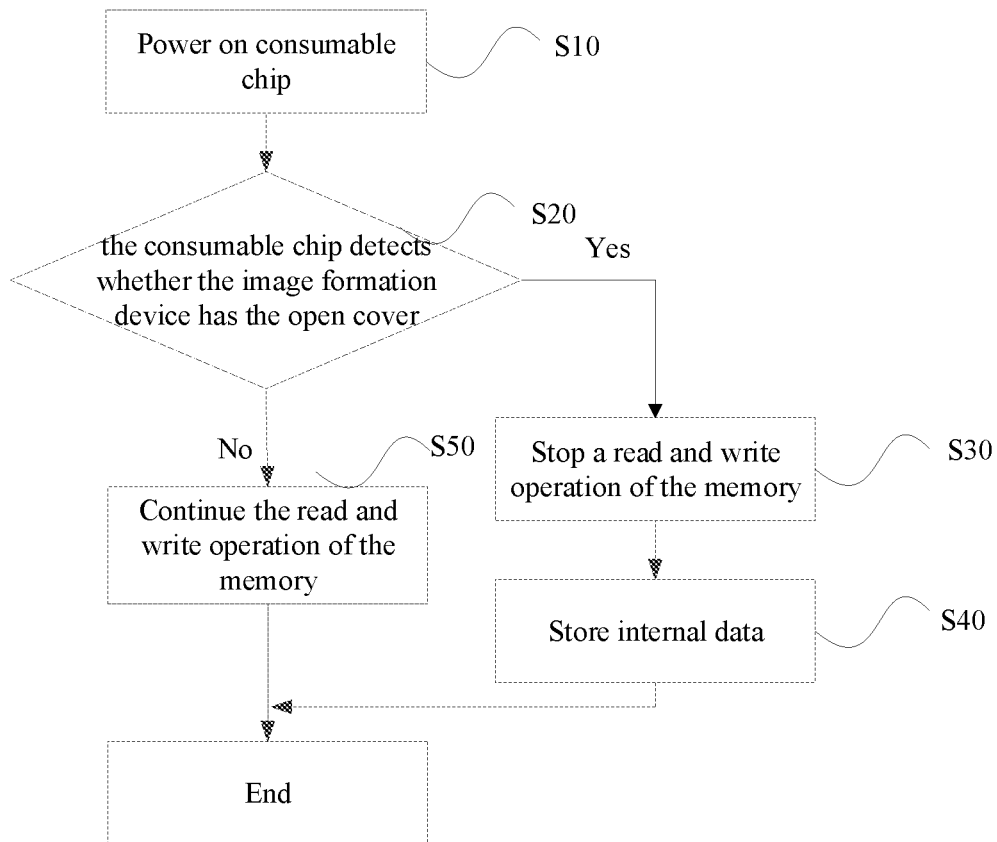 Power on consumable
chip
S10
S20
the consumable chip detects
whether the image formation
device has the open cover
Yes
No
S50
Continue the read and
write operation of the
memory
Stop a read and write
operation of the memory
S30
Store internal data
S40
End